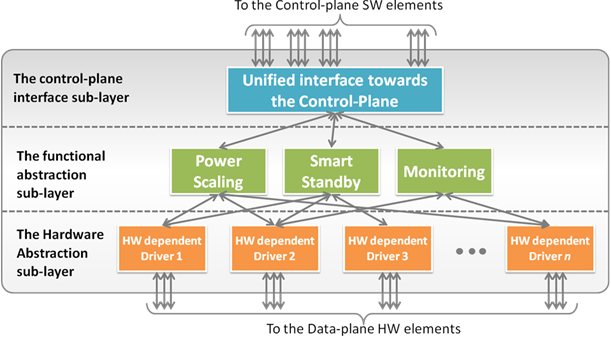 To the Control-plane SW elements
The control-plane
interface sub-layer
Unified interface towards
the Control-Plane
The functional
abstraction
sub-layer
Power
Scaling
Smart
Standby
Monitoring
The Hardware
Abstraction
sub-layer
HW dependent
Driver 1
HW dependent
Driver 2
HW dependent
Driver 3
HW dependent
Driver n
To the Data-plane HW elements